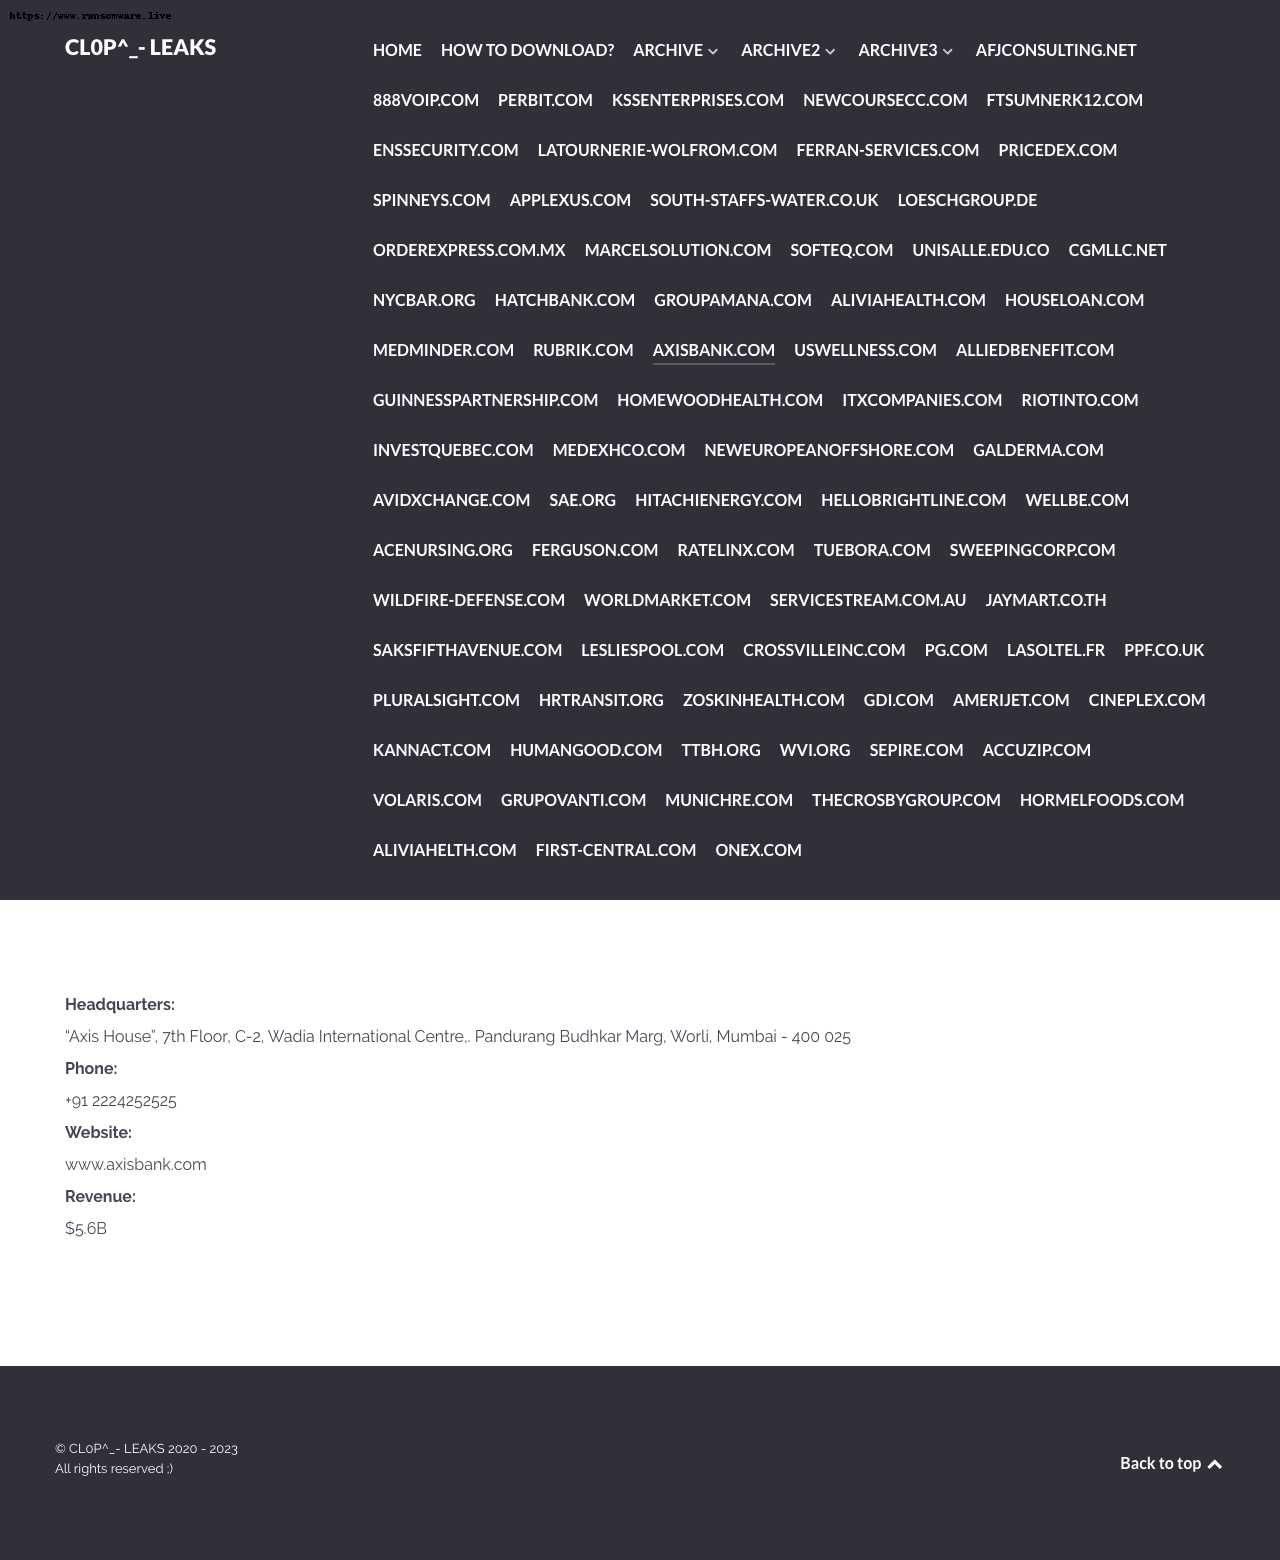 https://www.ransomware.live
CL0P^_- LEAKS
HOME HOW TO DOWNLOAD? ARCHIVE ARCHIVE2 ARCHIVE3 AFJCONSULTING.NET
888VOIP.COM PERBIT.COM KSSENTERPRISES.COM NEWCOURSECC.COM FTSUMNERK12.COM
ENSSECURITY.COM LATOURNERIE-WOLFROM.COM FERRAN-SERVICES.COM PRICEDEX.COM
SPINNEYS.COM APPLEXUS.COM SOUTH-STAFFS-WATER.CO.UK LOESCHGROUP.DE
ORDEREXPRESS.COM.MX MARCELSOLUTION.COM SOFTEQ.COM UNISALLE.EDU.CO CGMLLC.NET
NYCBAR.ORG HATCHBANK.COM GROUPAMANA.COM ALIVIAHEALTH.COM HOUSELOAN.COM
MEDMINDER.COM RUBRIK.COM AXISBANK.COM USWELLNESS.COM ALLIEDBENEFIT.COM
GUINNESSPARTNERSHIP.COM HOMEWOODHEALTH.COM ITXCOMPANIES.COM RIOTINTO.COM
INVESTQUEBEC.COM MEDEXHCO.COM NEWEUROPEANOFFSHORE.COM GALDERMA.COM
AVIDXCHANGE.COM SAE.ORG HITACHIENERGY.COM HELLOBRIGHTLINE.COM WELLBE.COM
ACENURSING.ORG FERGUSON.COM RATELINX.COM TUEBORA.COM SWEEPINGCORP.COM
WILDFIRE-DEFENSE.COM WORLDMARKET.COM SERVICESTREAM.COM.AU JAYMART.CO.TH
SAKSFIFTHAVENUE.COM LESLIESPOOL.COM CROSSVILLEINC.COM PG.COM LASOLTEL.FR PPF.CO.UK
PLURALSIGHT.COM HRTRANSIT.ORG ZOSKINHEALTH.COM GDI.COM AMERIJET.COM CINEPLEX.COM
KANNACT.COM HUMANGOOD.COM TTBH.ORG WVI.ORG SEPIRE.COM ACCUZIP.COM
VOLARIS.COM GRUPOVANTI.COM MUNICHRE.COM THECROSBYGROUP.COM HORMELFOODS.COM
ALIVIAHELTH.COM FIRST-CENTRAL.COM ONEX.COM
Headquarters:
“Axis House”, 7th Floor, C-2, Wadia International Centre,. Pandurang Budhkar Marg, Worli, Mumbai - 400 025
Phone:
+91 2224252525
Website:
www.axisbank.com
Revenue:
$5.6B
© CL0P^_- LEAKS 2020 - 2023
All rights reserved ;)
Back to top